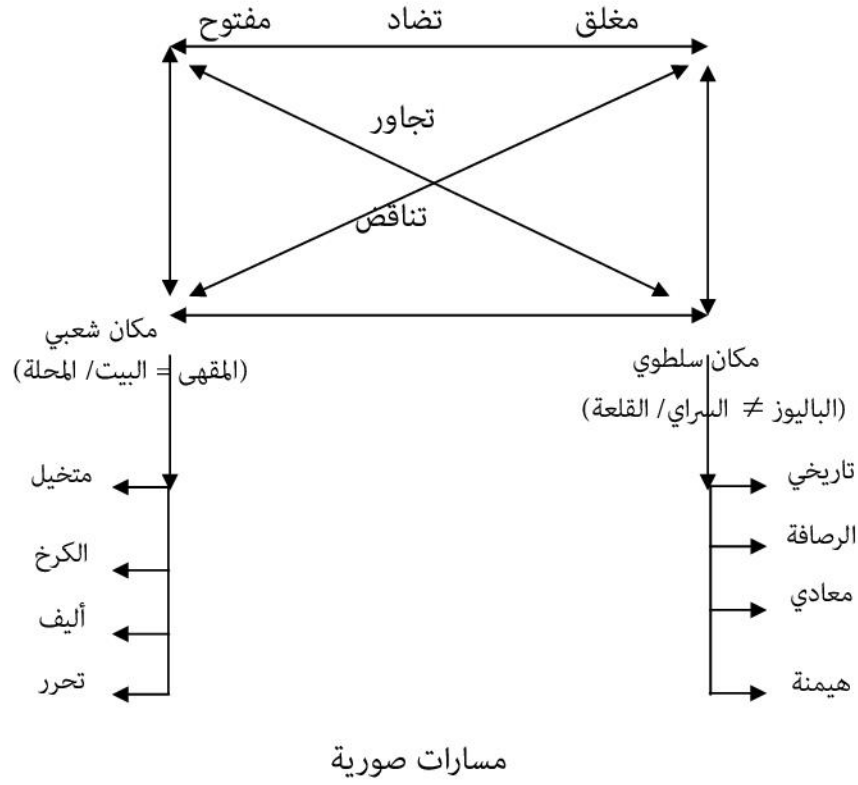 مغلق تضاد مفتوح
تجاور
تناقض
مكان سلطوي
(الباليوز ≠ السراي/ القلعة)
مكان شعبي
(المقهى = البيت/ المحلة)
تاريخي
الرصافة
معادي
هيمنة
متخيل
الكرخ
أليف
تحرر
مسارات صورية